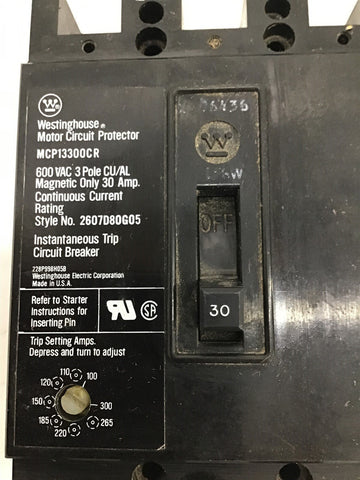 W
Westinghouse®
Motor Circuit Protector
MCP13300CR
600 VAC 3 Pole CU/AL
Magnetic Only 30 Amp.
Continuous Current
Rating
Style No. 2607D80G05
Instantaneous Trip
Circuit Breaker
Westinghouse Electric Corporation
Made in U.S.A.
Refer to Starter
Instructions for
Inserting Pin
Trip Setting Amps.
Depress and turn to adjust
110
100
120
150
300
185
265
220
W
OFF
30